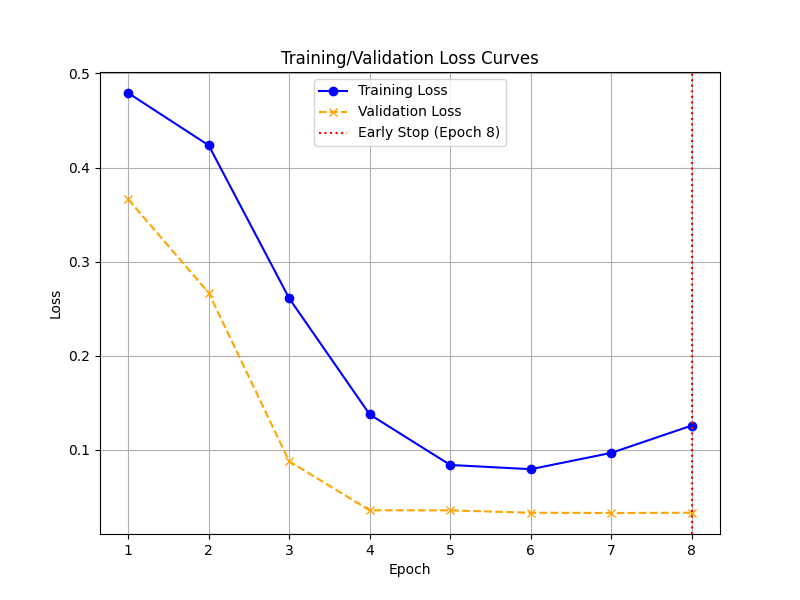 Training/Validation Loss Curves
Training Loss
Validation Loss
Early Stop (Epoch 8)
Loss
0.5
0.4
0.3
0.2
0.1
1 2 3 4 5 6 7 8
Epoch